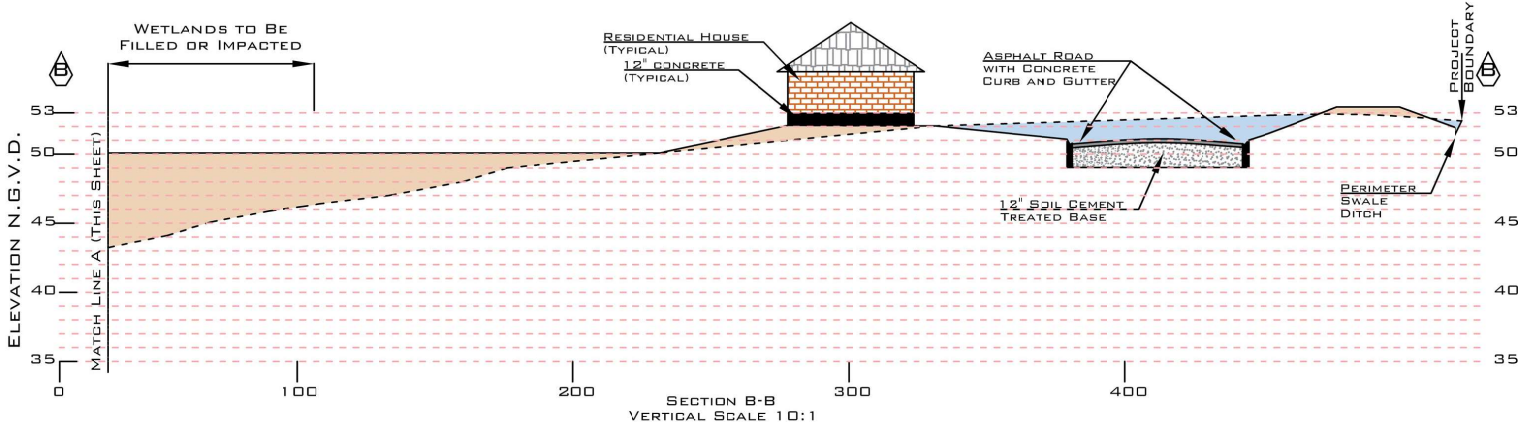 WETLANDS TO BE
FILLED OR IMPACTED
B
RESIDENTIAL HOUSE
(TYPICAL)
12" CONCRETE
(TYPICAL)
ASPHALT ROAD
WITH CONCRETE
CURB AND GUTTER
PROJECT
BOUNDARY
B
ELEVATION N.G.V.D.
53
50
45
40
35
MATCH LINE A (THIS SHEET)
12" SOIL CEMENT
TREATED BASE
PERIMETER
SWALE
DITCH
53
50
45
40
35
0
100
200
300
400
SECTION B-B
VERTICAL SCALE 10:1